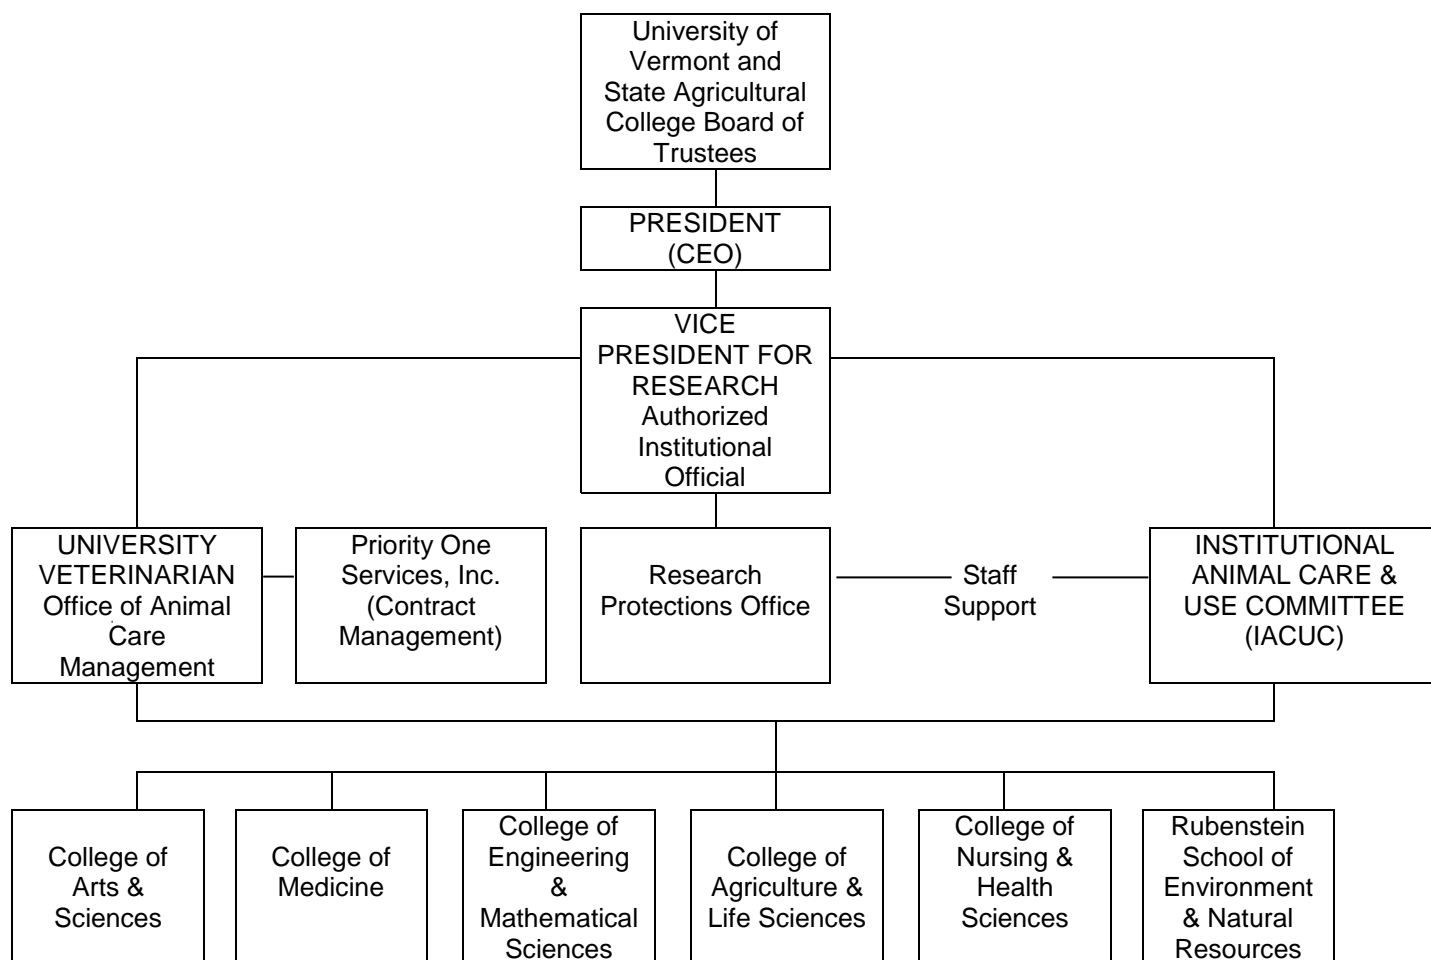 University of
Vermont and
State Agricultural
College Board of
Trustees
PRESIDENT
(CEO)
VICE
PRESIDENT FOR
RESEARCH
Authorized
Institutional
Official
UNIVERSITY
VETERINARIAN
Office of Animal
Care
Management
Priority One
Services, Inc.
(Contract
Management)
Research
Protections Office
Staff
Support
INSTITUTIONAL
ANIMAL CARE &
USE COMMITTEE
(IACUC)
College of
Arts &
Sciences
College of
Medicine
College of
Engineering
&
Mathematical
Sciences
College of
Agriculture &
Life Sciences
College of
Nursing &
Health
Sciences
Rubenstein
School of
Environment
& Natural
Resources